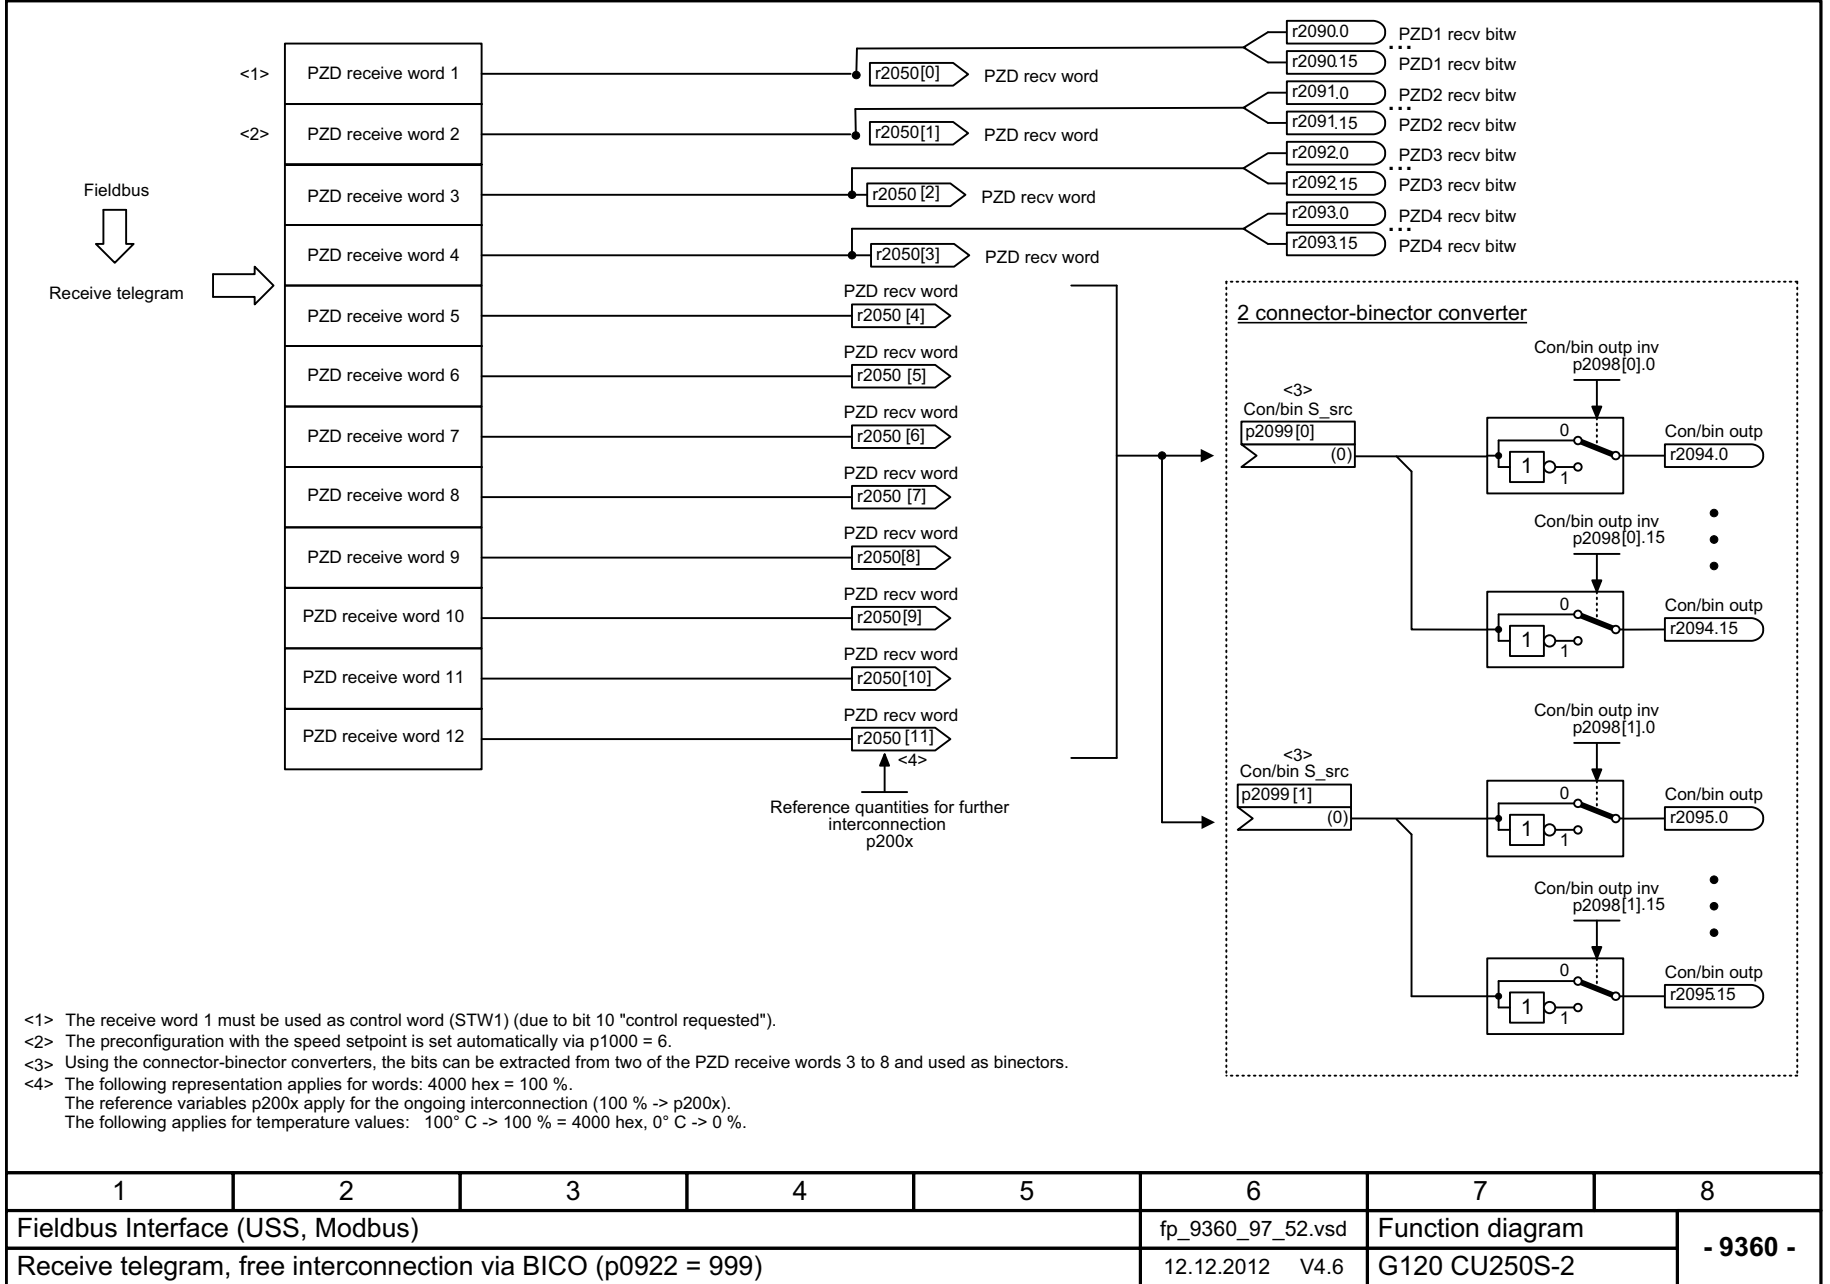 <1>
PZD receive word 1
r2050[0]
PZD recv word
r2090.0
PZD1 recv bitw
...
r2090.15
PZD1 recv bitw
<2>
PZD receive word 2
r2050[1]
PZD recv word
r2091.0
PZD2 recv bitw
...
r2091.15
PZD2 recv bitw
PZD receive word 3
r2050 [2]
PZD recv word
r2092.0
PZD3 recv bitw
...
r2092.15
PZD3 recv bitw
Fieldbus
Receive telegram
PZD receive word 4
r2050[3]
PZD recv word
r2093.0
PZD4 recv bitw
...
r2093.15
PZD4 recv bitw
PZD receive word 5
PZD recv word
r2050 [4]
PZD receive word 6
PZD recv word
r2050 [5]
PZD receive word 7
PZD recv word
r2050 [6]
PZD receive word 8
PZD recv word
r2050 [7]
PZD receive word 9
PZD recv word
r2050[8]
PZD receive word 10
PZD recv word
r2050[9]
PZD receive word 11
PZD recv word
r2050[10]
PZD receive word 12
PZD recv word
r2050 [11]
<4>
Reference quantities for further
interconnection
p200x
2 connector-binector converter
<3>
Con/bin S_src
p2099[0]
(0)
Con/bin outp inv
p2098[0].0
0
1
1
Con/bin outp
r2094.0
Con/bin outp inv
p2098[0].15
0
1
1
Con/bin outp
r2094.15
<3>
Con/bin S_src
p2099 [1]
(0)
Con/bin outp inv
p2098[1].0
0
1
1
Con/bin outp
r2095.0
Con/bin outp inv
p2098[1].15
0
1
1
Con/bin outp
r2095.15
<1> The receive word 1 must be used as control word (STW1) (due to bit 10 "control requested").
<2> The preconfiguration with the speed setpoint is set automatically via p1000 = 6.
<3> Using the connector-binector converters, the bits can be extracted from two of the PZD receive words 3 to 8 and used as binectors.
<4> The following representation applies for words: 4000 hex = 100 %.
The reference variables p200x apply for the ongoing interconnection (100 % -> p200x).
The following applies for temperature values: 100° C -> 100 % = 4000 hex, 0° C -> 0 %.
1 2 3 4 5 6 7 8
Fieldbus Interface (USS, Modbus)
fp_9360_97_52.vsd
Function diagram
- 9360 -
Receive telegram, free interconnection via BICO (p0922 = 999)
12.12.2012 V4.6
G120 CU250S-2